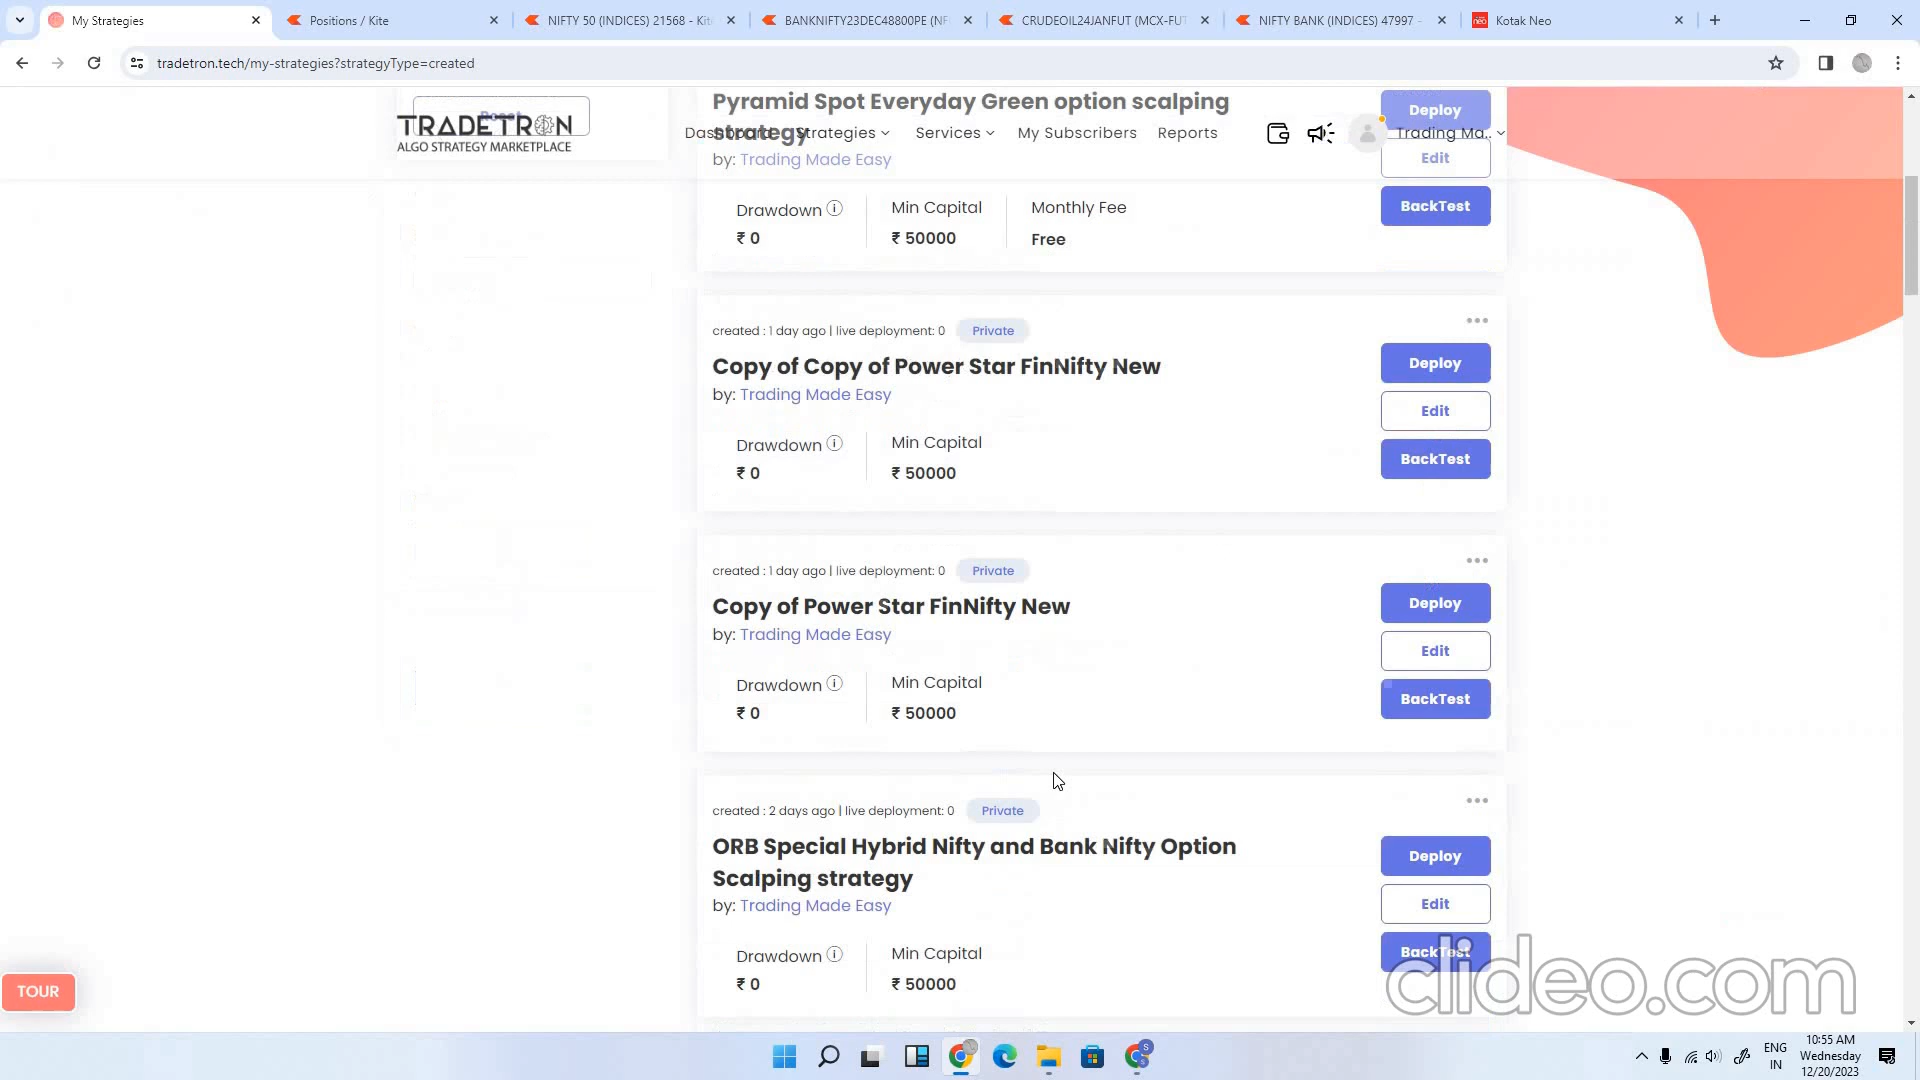 My Strategies
Positions / Kite
NIFTY 50 (INDICES) 21568 - Kit
BANKNIFTY23DEC48800PE (NF
CRUDEOIL24JANFUT (MCX-FUT
NIFTY BANK (INDICES) 47997 -
neo
Kotak Neo
tradetron.tech/my-strategies?strategyType=created
Reset
TRADETRON
ALGO STRATEGY MARKETPLACE
Dashboard
Strategies
Services
My Subscribers
Reports
Trading Ma..
Pyramid Spot Everyday Green option scalping
strategy
by: Trading Made Easy
Deploy
Edit
BackTest
Drawdown
₹ 0
Min Capital
₹ 50000
Monthly Fee
Free
created : 1 day ago | live deployment: 0 Private
Copy of Copy of Power Star FinNifty New
by: Trading Made Easy
Deploy
Edit
BackTest
Drawdown
₹ 0
Min Capital
₹ 50000
created : 1 day ago | live deployment: 0 Private
Copy of Power Star FinNifty New
by: Trading Made Easy
Deploy
Edit
BackTest
Drawdown
₹ 0
Min Capital
₹ 50000
created : 2 days ago | live deployment: 0 Private
ORB Special Hybrid Nifty and Bank Nifty Option
Scalping strategy
by: Trading Made Easy
Deploy
Edit
BackTest
Drawdown
₹ 0
Min Capital
₹ 50000
TOUR
clideo.com
S
ENG
IN
10:55 AM
Wednesday
12/20/2023